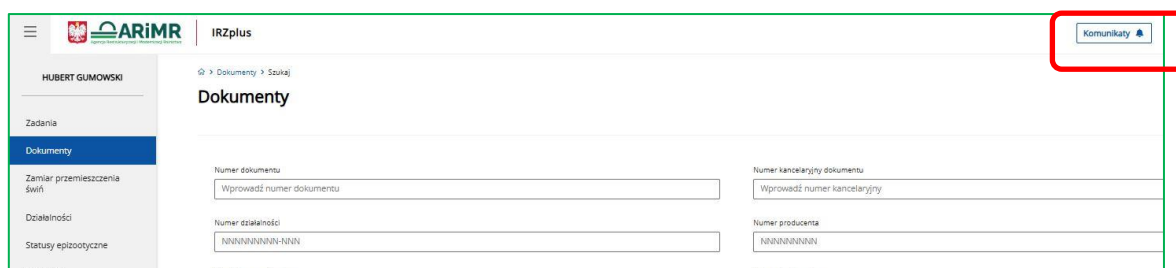 ARiMR
Agencja Restrukturyzacji i Modernizacji Rolnictwa
IRZplus
Komunikaty
HUBERT GUMOWSKI
Dokumenty > Szukaj
Dokumenty
Zadania
Dokumenty
Zamiar przemieszczenia
świń
Działalności
Statusy epizootyczne
Numer dokumentu
Wprowadź numer dokumentu
Numer kancelaryjny dokumentu
Wprowadź numer kancelaryjny
Numer działalności
NNNNNNNNN-NNN
Numer producenta
NNNNNNNNN